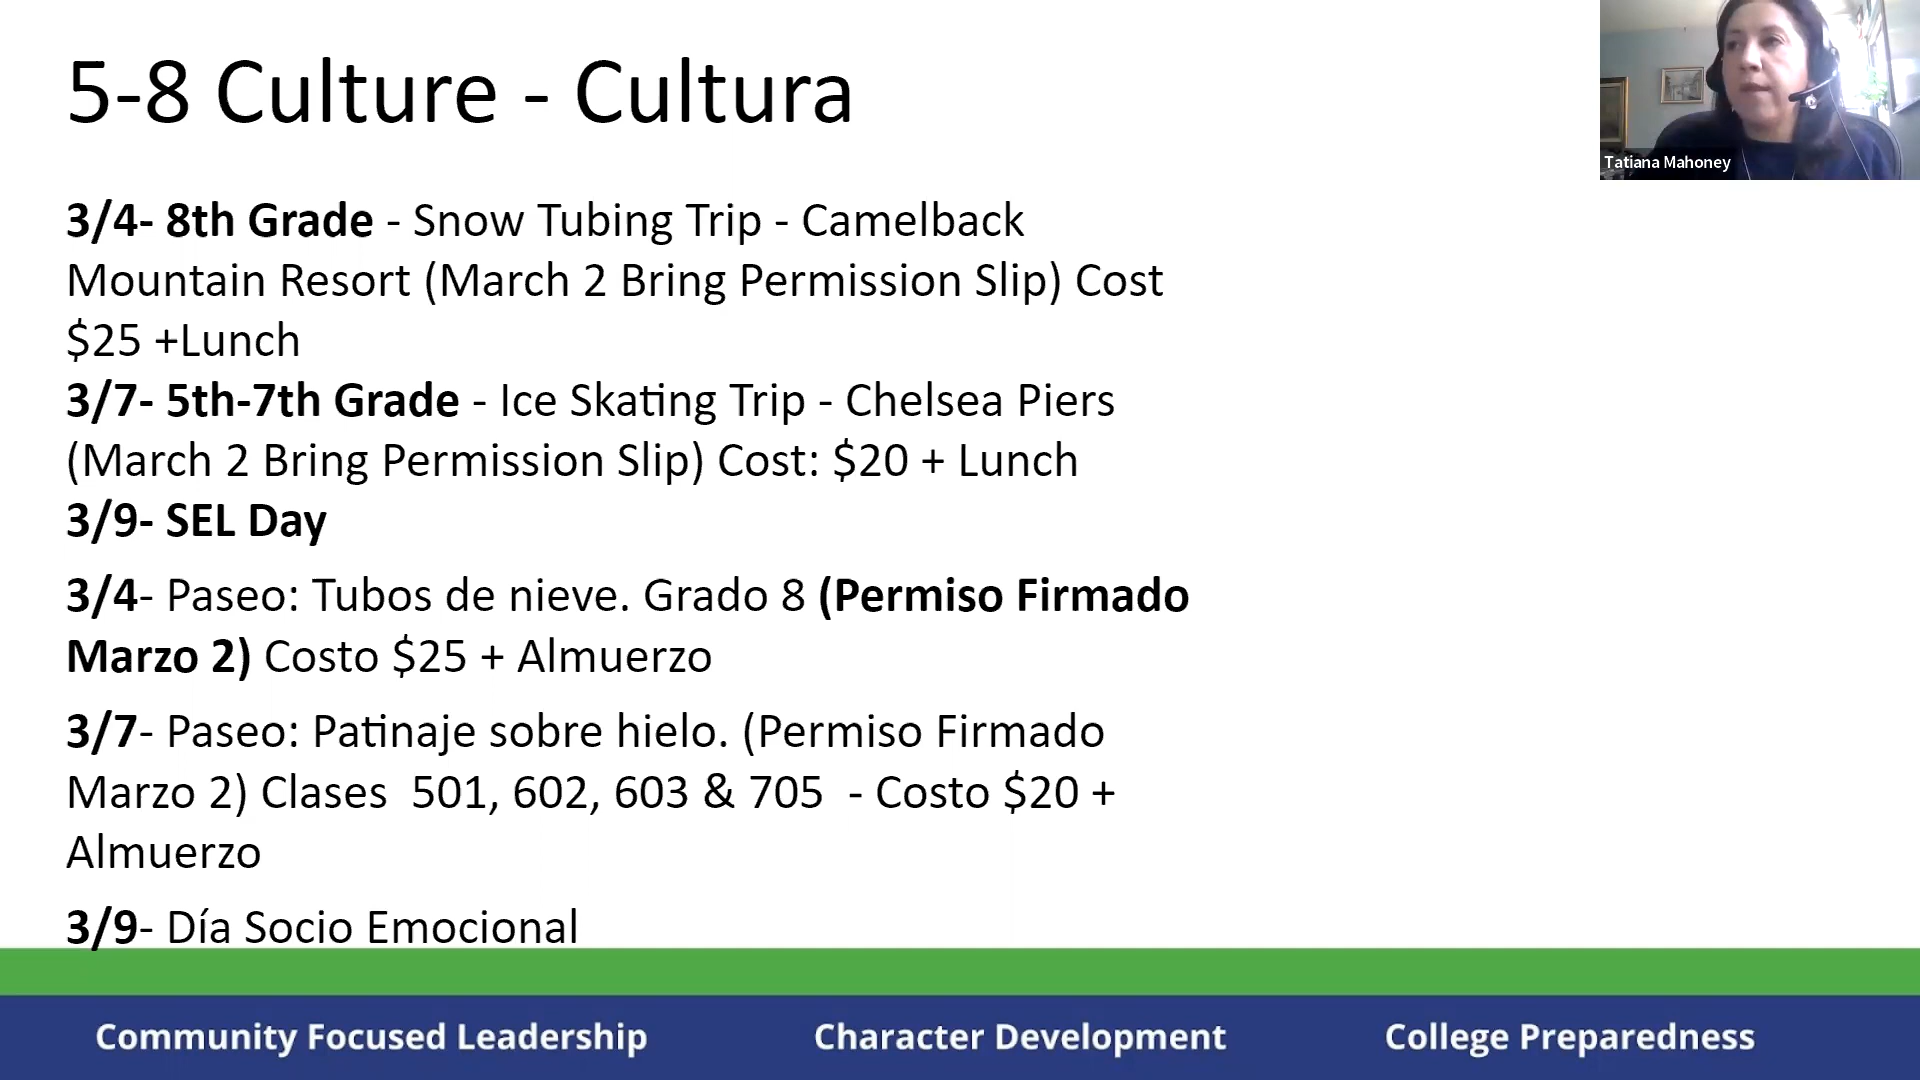 5-8 Culture - Cultura
Tatiana Mahoney
3/4- 8th Grade - Snow Tubing Trip - Camelback
Mountain Resort (March 2 Bring Permission Slip) Cost
$25 +Lunch
3/7- 5th-7th Grade - Ice Skating Trip - Chelsea Piers
(March 2 Bring Permission Slip) Cost: $20 + Lunch
3/9- SEL Day
3/4- Paseo: Tubos de nieve. Grado 8 (Permiso Firmado
Marzo 2) Costo $25 + Almuerzo
3/7- Paseo: Patinaje sobre hielo. (Permiso Firmado
Marzo 2) Clases  501, 602, 603 & 705  - Costo $20 +
Almuerzo
3/9- Día Socio Emocional
Community Focused Leadership
Character Development
College Preparedness